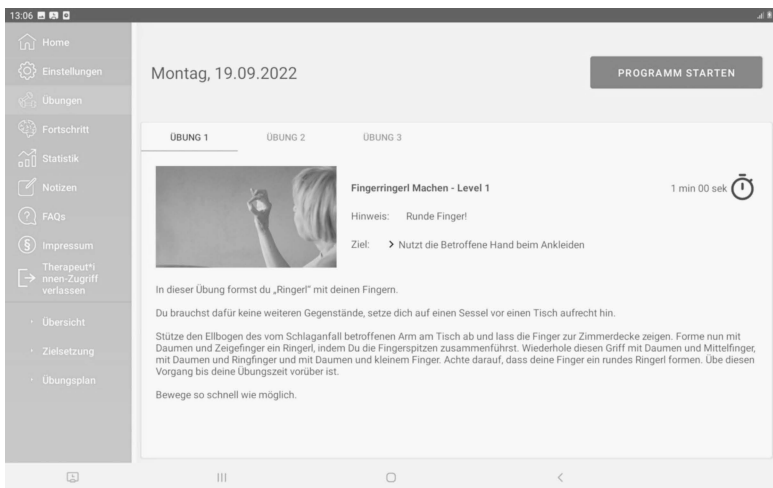 13:06
Home
Einstellungen
Übungen
Fortschritt
Statistik
Notizen
FAQs
§ Impressum
Therapeut*i
nnen-Zugriff
verlassen
Übersicht
Zielsetzung
Übungsplan
Montag, 19.09.2022
PROGRAMM STARTEN
ÜBUNG 1 ÜBUNG 2 ÜBUNG 3
Fingerringerl Machen - Level 1 1 min 00 sek
Hinweis: Runde Finger!
Ziel: > Nutzt die Betroffene Hand beim Ankleiden
In dieser Übung formst du „Ringerl" mit deinen Fingern.
Du brauchst dafür keine weiteren Gegenstände, setze dich auf einen Sessel vor einen Tisch aufrecht hin.
Stütze den Ellbogen des vom Schlaganfall betroffenen Arm am Tisch ab und lass die Finger zur Zimmerdecke zeigen. Forme nun mit
Daumen und Zeigefinger ein Ringerl, indem Du die Fingerspitzen zusammenführst. Wiederhole diesen Griff mit Daumen und Mittelfinger,
mit Daumen und Ringfinger und mit Daumen und kleinem Finger. Achte darauf, dass deine Finger ein rundes Ringerl formen. Übe diesen
Vorgang bis deine Übungszeit vorüber ist.
Bewege so schnell wie möglich.